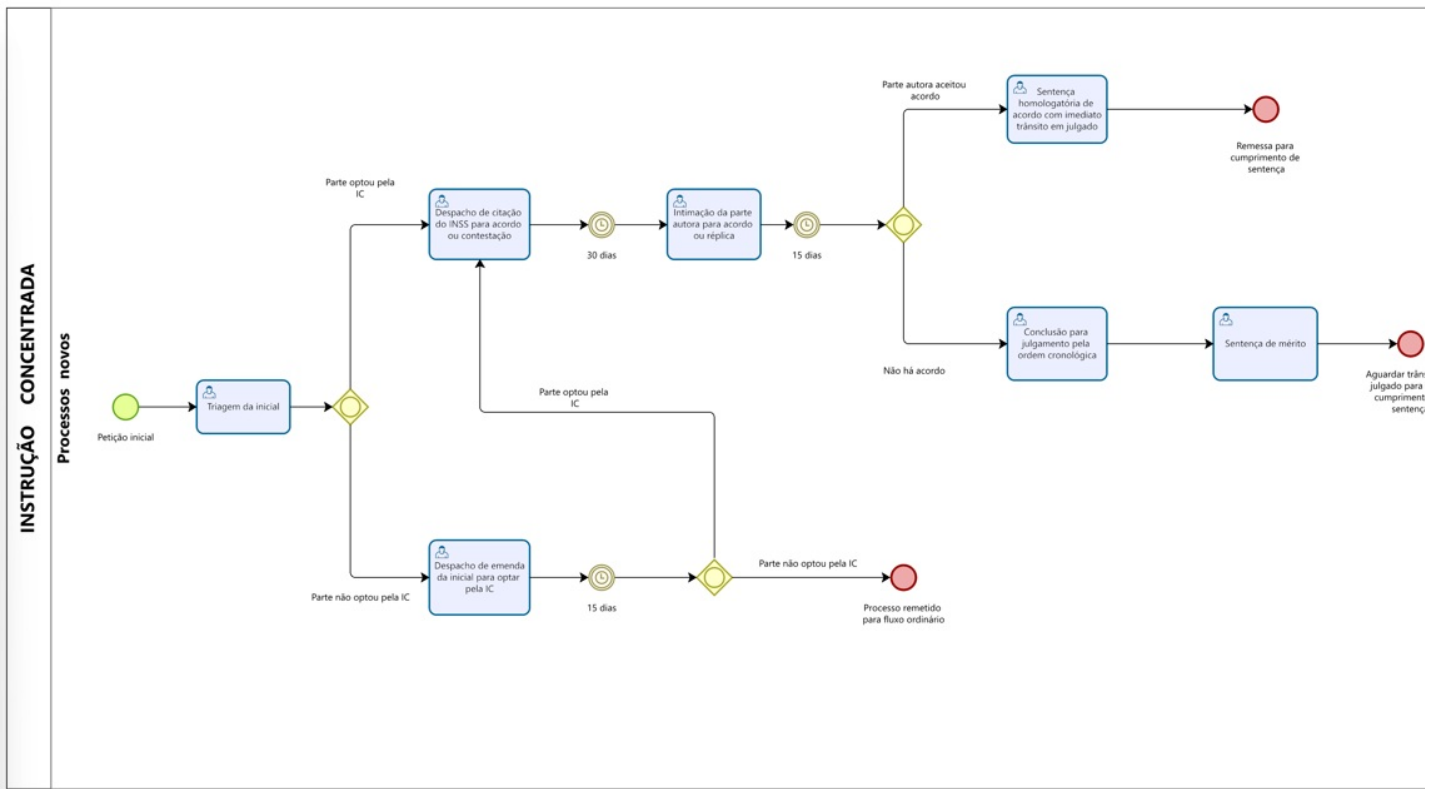 INSTRUÇÃO CONCENTRADA
Processos novos
Petição inicial
Triagem da inicial
Parte optou pela
IC
Despacho de citação
do INSS para acordo
ou contestação
30 dias
Intimação da parte
autora para acordo
ou réplica
15 dias
Parte autora aceitou
acordo
Sentença
homologatória de
acordo com imediato
trânsito em julgado
Remessa para
cumprimento de
sentença
Não há acordo
Conclusão para
julgamento pela
ordem cronológica
Sentença de mérito
Aguardar
julgado para
Parte optou pela
IC
Parte não optou pela IC
Despacho de emenda
da inicial para optar
pela IC
15 dias
Parte não optou pela IC
Processo remetido
para fluxo ordinário